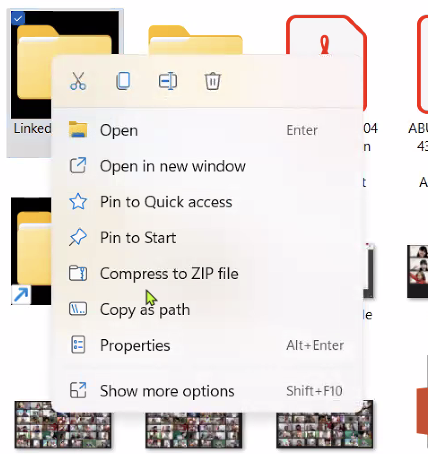 Linked
04
ABU
n
43
Open Enter
Open in new window
t
A
Pin to Quick access
Pin to Start
Compress to ZIP file
Copy as path
le
Properties Alt+Enter
Show more options Shift+F10